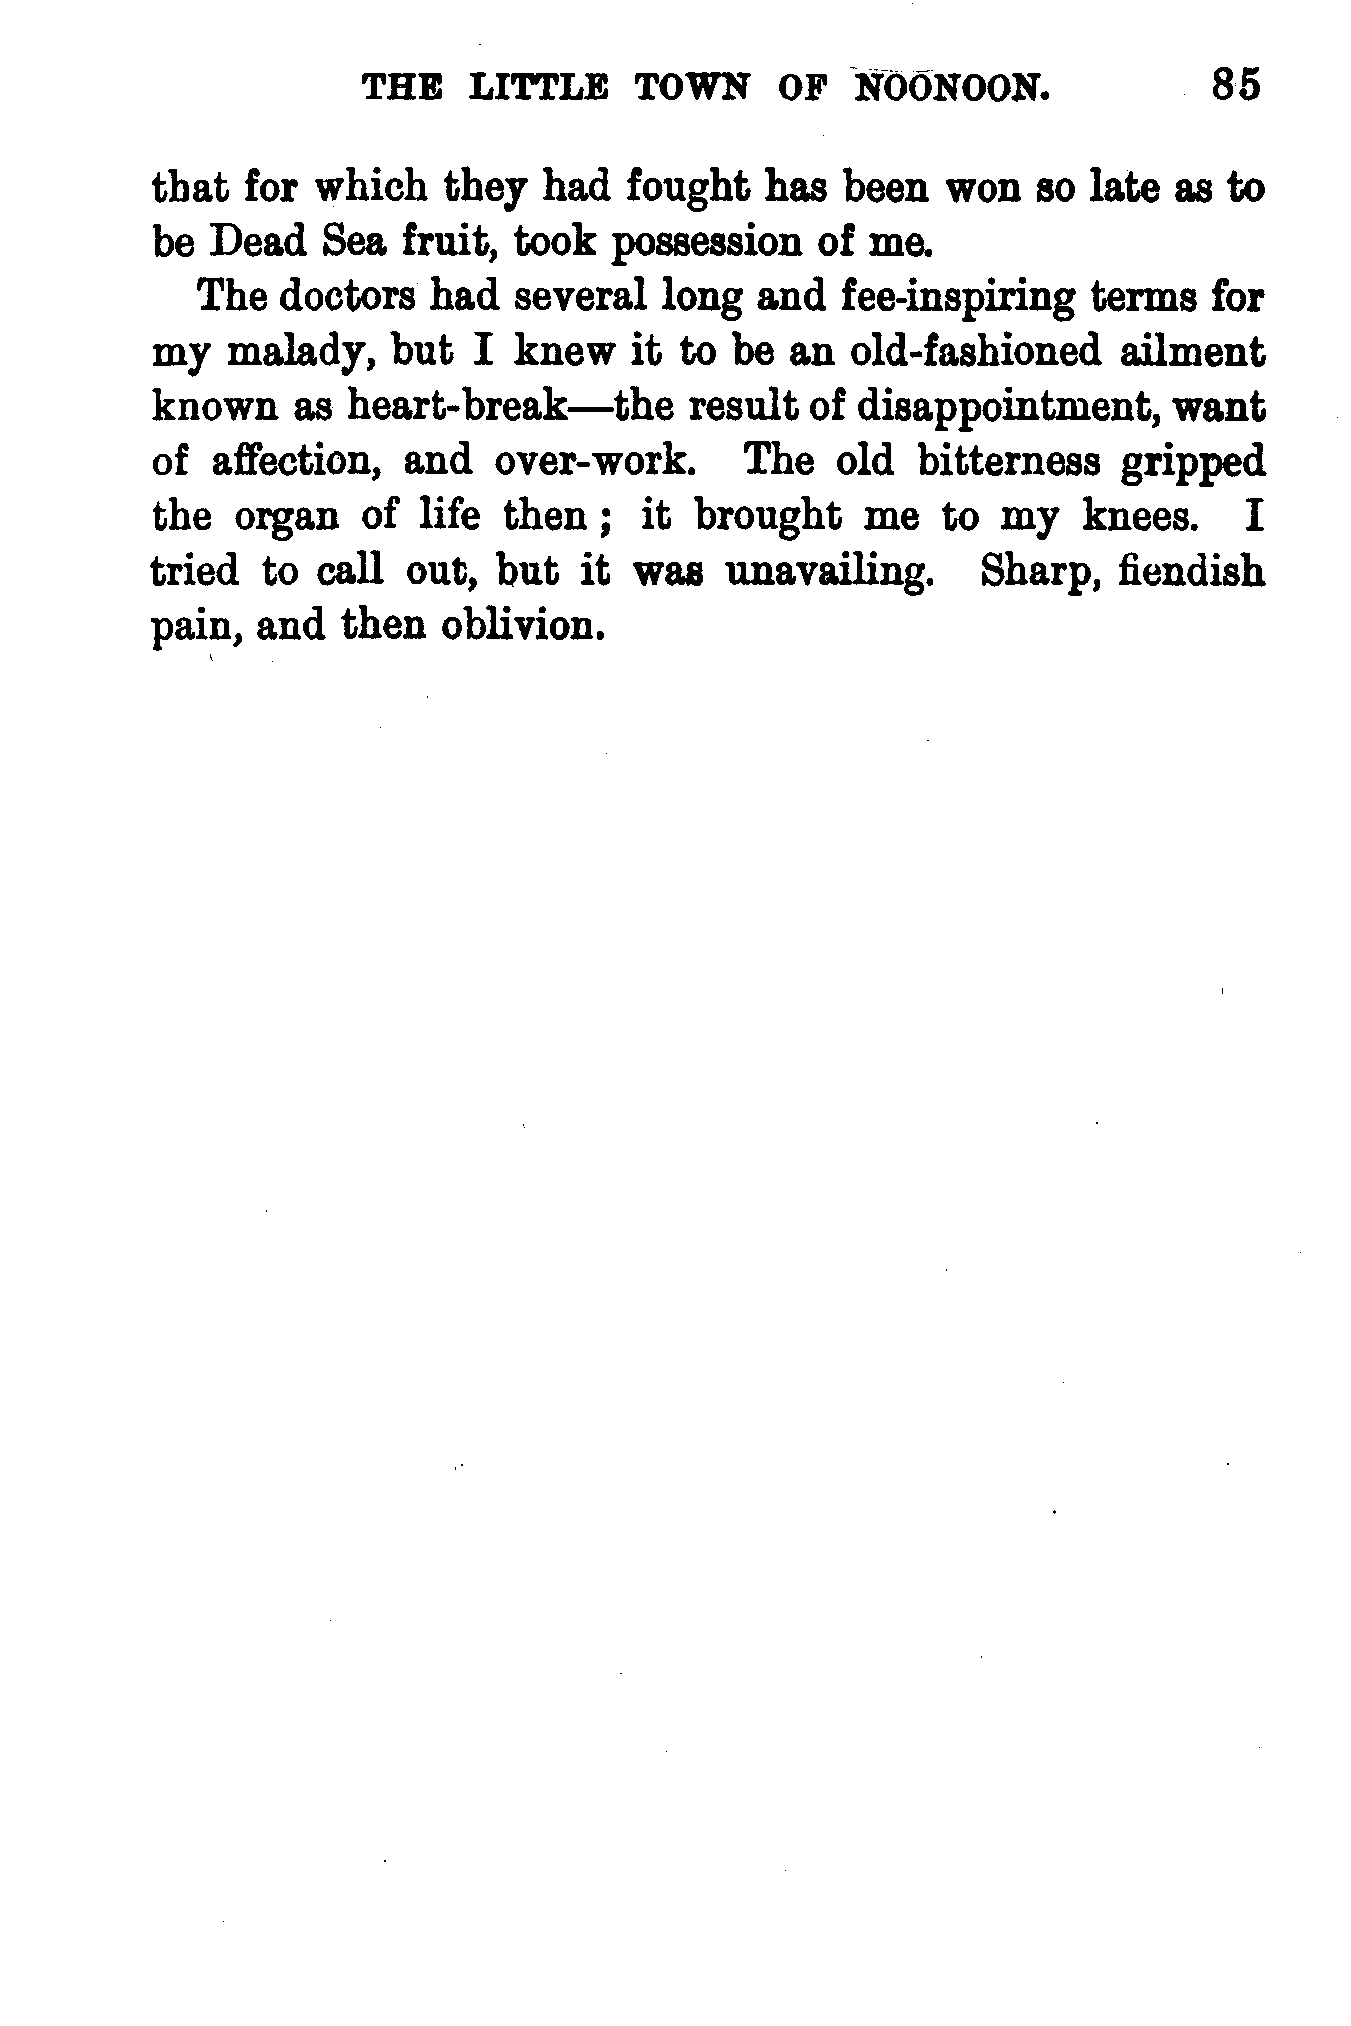 THE LITTLE TOWN OF NOONOON. 85
that for which they had fought has been won so late as to
be Dead Sea fruit, took possession of me.
The doctors had several long and fee-inspiring terms for
my malady, but I knew it to be an old-fashioned ailment
known as heart-break—the result of disappointment, want
of affection, and over-work. The old bitterness gripped
the organ of life then ; it brought me to my knees. I
tried to call out, but it was unavailing. Sharp, fiendish
pain, and then oblivion.